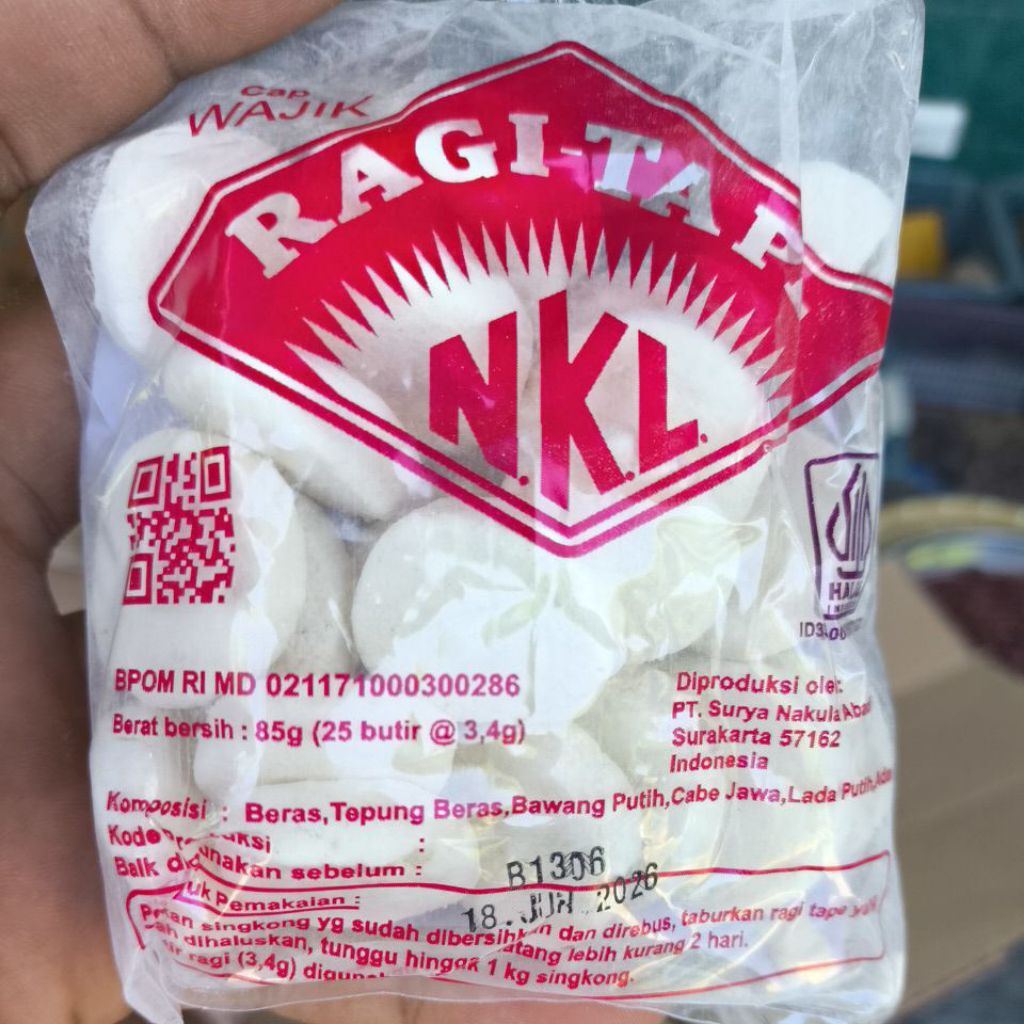 Cap
WAJIK
RAGI-TAP
N.K.L.
HALAL
BPOM RI MD 021171000300286
Berat bersih : 85g (25 butir @ 3,4g)
Diproduksi oleh:
PT. Surya Nakula Abadi
Surakarta 57162
Indonesia
Komposisi : Beras,Tepung Beras,Bawang Putih,Cabe Jawa,Lada Putih,
Kode :
B1306
Baik digunakan sebelum :
18.JUN 2026
Pemakaian :
singkong yg sudah dibersihkan dan direbus, taburkan ragi tape
dihaluskan, tunggu hingga matang lebih kurang 2 hari.
ragi (3,4g) 1 kg singkong.